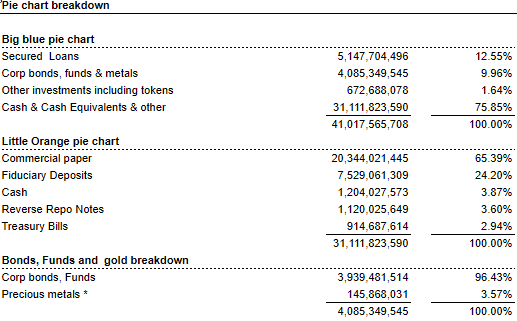 Pie chart breakdown
Big blue pie chart
Secured Loans 5,147,704,496 12.55%
Corp bonds, funds & metals 4,085,349,545 9.96%
Other investments including tokens 672,688,078 1.64%
Cash & Cash Equivalents & other 31,111,823,590 75.85%
41,017,565,708 100.00%
Little Orange pie chart
Commercial paper 20,344,021,445 65.39%
Fiduciary Deposits 7,529,061,309 24.20%
Cash 1,204,027,573 3.87%
Reverse Repo Notes 1,120,025,649 3.60%
Treasury Bills 914,687,614 2.94%
31,111,823,590 100.00%
Bonds, Funds and gold breakdown
Corp bonds, Funds 3,939,481,514 96.43%
Precious metals * 145,868,031 3.57%
4,085,349,545 100.00%